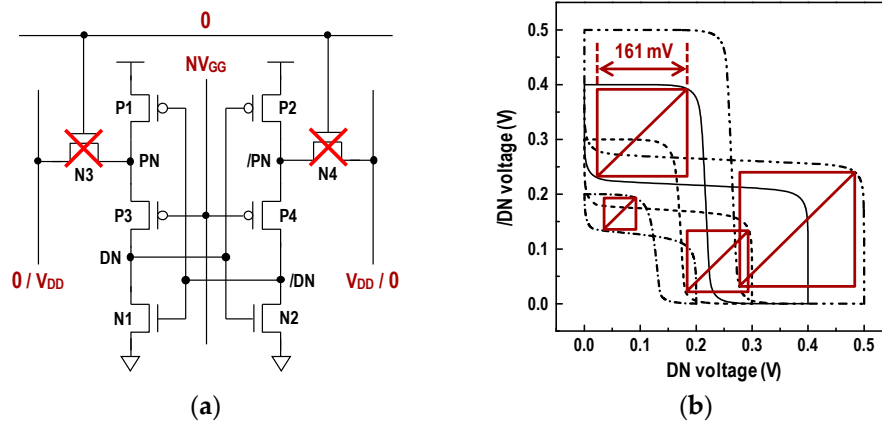 0
NVGG
P1
P2
N3
PN
/PN
N4
P3
P4
DN
/DN
0 / VDD
VDD / 0
N1
N2
(a)
161 mV
/DN voltage (V)
0.5
0.4
0.3
0.2
0.1
0.0
0.0 0.1 0.2 0.3 0.4 0.5
DN voltage (V)
(b)